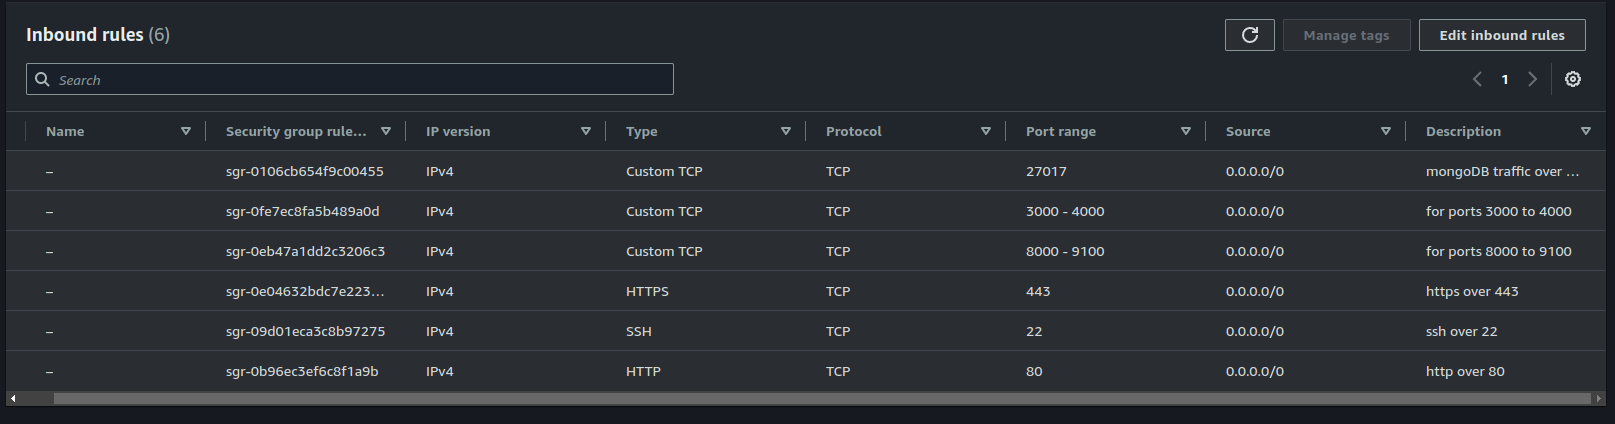 Inbound rules (6)
Manage tags
Edit inbound rules
Search
1
Name Security group rule... IP version Type Protocol Port range Source Description
– sgr-0106cb654f9c00455 IPv4 Custom TCP TCP 27017 0.0.0.0/0 mongoDB traffic over ...
– sgr-0fe7ec8fa5b489a0d IPv4 Custom TCP TCP 3000 - 4000 0.0.0.0/0 for ports 3000 to 4000
– sgr-0eb47a1dd2c3206c3 IPv4 Custom TCP TCP 8000 - 9100 0.0.0.0/0 for ports 8000 to 9100
– sgr-0e04632bdc7e223... IPv4 HTTPS TCP 443 0.0.0.0/0 https over 443
– sgr-09d01eca3c8b97275 IPv4 SSH TCP 22 0.0.0.0/0 ssh over 22
– sgr-0b96ec3ef6c8f1a9b IPv4 HTTP TCP 80 0.0.0.0/0 http over 80